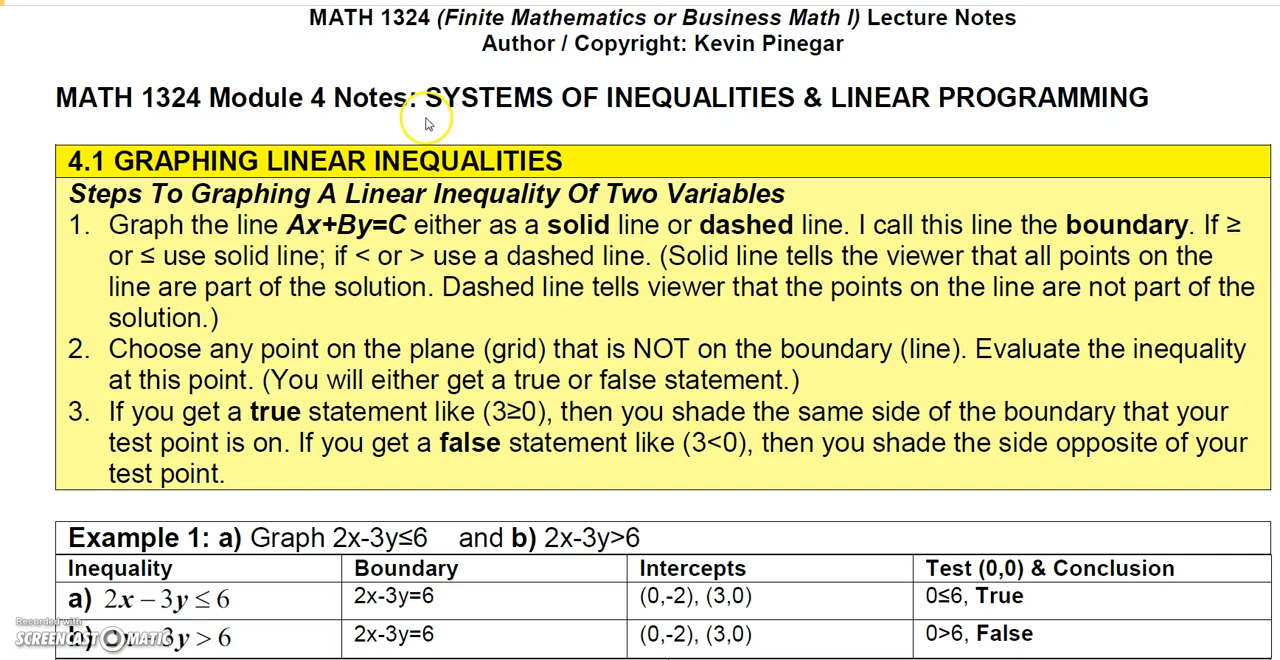 MATH 1324 (Finite Mathematics or Business Math I) Lecture Notes
Author / Copyright: Kevin Pinegar
MATH 1324 Module 4 Notes: SYSTEMS OF INEQUALITIES & LINEAR PROGRAMMING
4.1 GRAPHING LINEAR INEQUALITIES
Steps To Graphing A Linear Inequality Of Two Variables
1. Graph the line Ax+By=C either as a solid line or dashed line. I call this line the boundary. If ≥
or ≤ use solid line; if < or > use a dashed line. (Solid line tells the viewer that all points on the
line are part of the solution. Dashed line tells viewer that the points on the line are not part of the
solution.)
2. Choose any point on the plane (grid) that is NOT on the boundary (line). Evaluate the inequality
at this point. (You will either get a true or false statement.)
3. If you get a true statement like (3≥0), then you shade the same side of the boundary that your
test point is on. If you get a false statement like (3<0), then you shade the side opposite of your
test point.
Example 1: a) Graph 2x-3y≤6 and b) 2x-3y>6
Inequality Boundary Intercepts Test (0,0) & Conclusion
a) 2x – 3y ≤ 6 2x-3y=6 (0,-2), (3,0) 0≤6, True
Recorded with
SCREENCAST O MATIC
b) 3y > 6 2x-3y=6 (0,-2), (3,0) 0>6, False